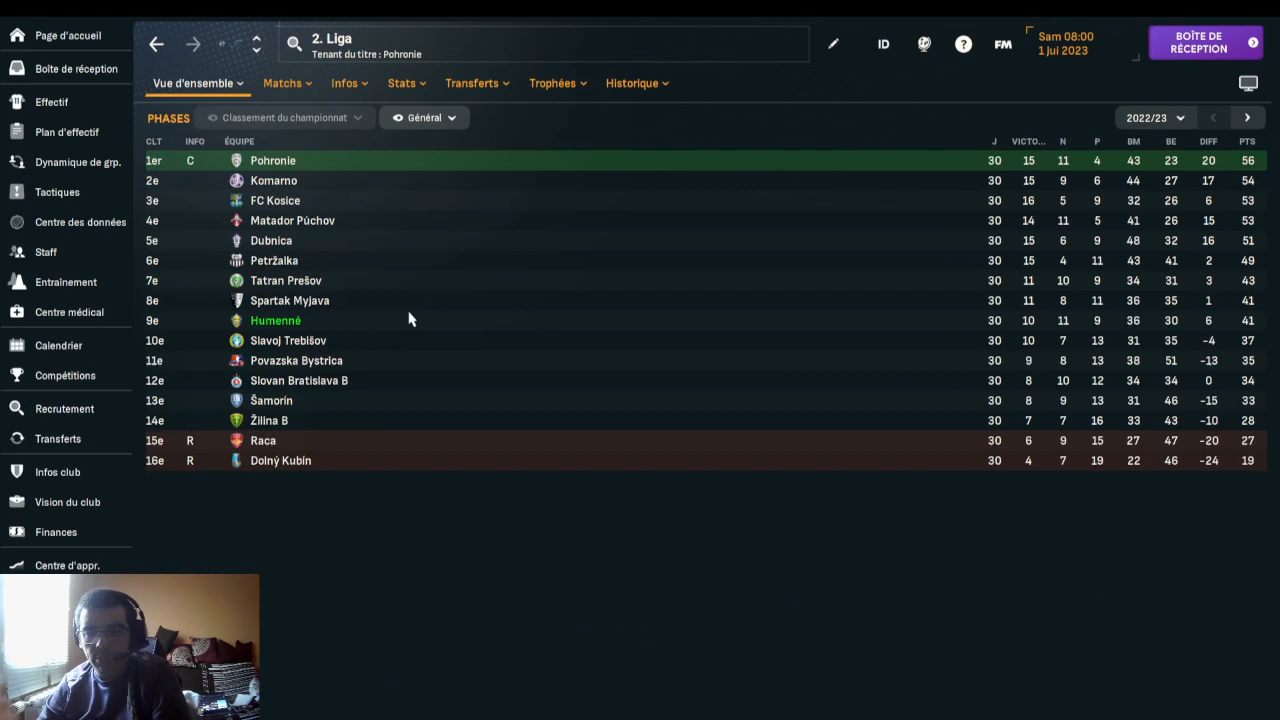 Page d'accueil
Boîte de réception
Effectif
Plan d'effectif
Dynamique de grp.
Tactiques
Centre des données
Staff
Entraînement
Centre médical
Calendrier
Compétitions
Recrutement
Transferts
Infos club
Vision du club
Finances
Centre d'appr.
2. Liga
Tenant du titre : Pohronie
ID
?
FM
Sam 08:00
1 jui 2023
BOÎTE DE
RÉCEPTION
Vue d'ensemble Matchs Infos Stats Transferts Trophées Historique
PHASES Classement du championnat Général 2022/23
CLT INFO ÉQUIPE J VICTO... N P BM BE DIFF PTS
1er C Pohronie 30 15 11 4 43 23 20 56
2e Komarno 30 15 9 6 44 27 17 54
3e FC Kosice 30 16 5 9 32 26 6 53
4e Matador Púchov 30 14 11 5 41 26 15 53
5e Dubnica 30 15 6 9 48 32 16 51
6e Petržalka 30 15 4 11 43 41 2 49
7e Tatran Prešov 30 11 10 9 34 31 3 43
8e Spartak Myjava 30 11 8 11 36 35 1 41
9e Humenné 30 10 11 9 36 30 6 41
10e Slavoj Trebišov 30 10 7 13 31 35 -4 37
11e Povazska Bystrica 30 9 8 13 38 51 -13 35
12e Slovan Bratislava B 30 8 10 12 34 34 0 34
13e Šamorín 30 8 9 13 31 46 -15 33
14e Žilina B 30 7 7 16 33 43 -10 28
15e R Raca 30 6 9 15 27 47 -20 27
16e R Dolný Kubín 30 4 7 19 22 46 -24 19